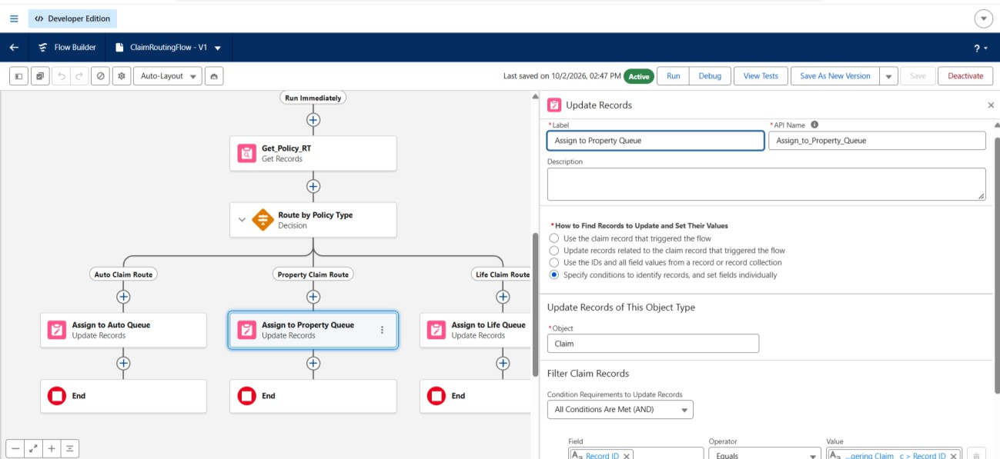 </> Developer Edition
Flow Builder
ClaimRoutingFlow - V1
?
Auto-Layout
Last saved on 10/2/2026, 02:47 PM
Active
Run
Debug
View Tests
Save As New Version
Save
Deactivate
Run Immediately
Get_Policy_RT
Get Records
Route by Policy Type
Decision
Auto Claim Route
Property Claim Route
Life Claim Route
Assign to Auto Queue
Update Records
Assign to Property Queue
Update Records
Assign to Life Queue
Update Records
End
End
End
Update Records
* Label
Assign to Property Queue
* API Name
Assign_to_Property_Queue
Description
* How to Find Records to Update and Set Their Values
Use the claim record that triggered the flow
Update records related to the claim record that triggered the flow
Use the IDs and all field values from a record or record collection
Specify conditions to identify records, and set fields individually
Update Records of This Object Type
* Object
Claim
Filter Claim Records
Condition Requirements to Update Records
All Conditions Are Met (AND)
Field
Operator
Value
Aa Record ID
Equals
Aa ...gering Claim__c > Record ID